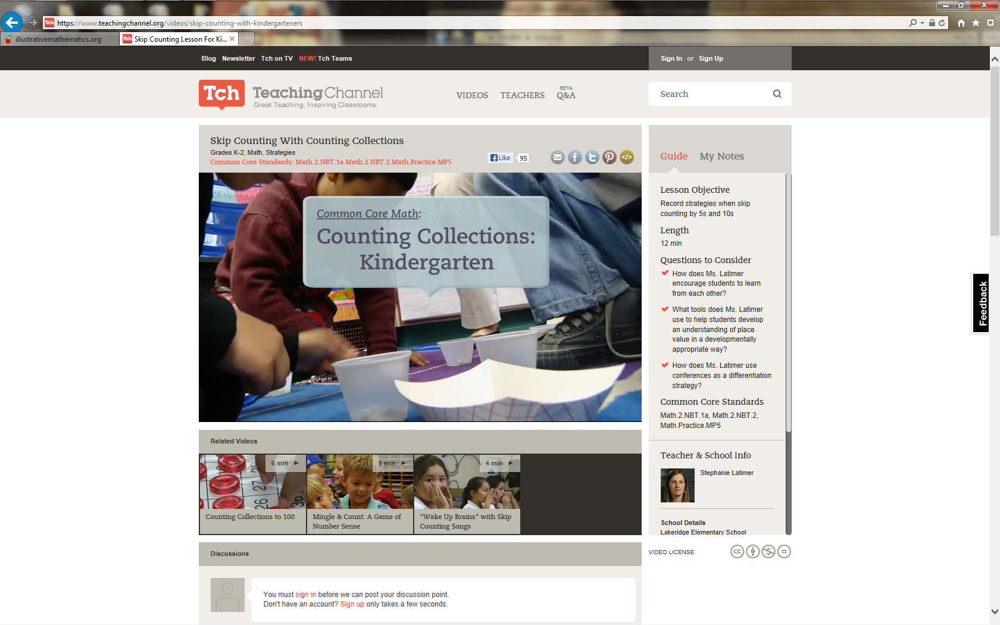 https://www.teachingchannel.org/videos/skip-counting-with-kindergarteners
illustrativemathematics.org
Tch Skip Counting Lesson For Ki...
Blog Newsletter Tch on TV NEW! Tch Teams
Sign In or Sign Up
Tch TeachingChannel
Great Teaching, Inspiring Classrooms.
VIDEOS TEACHERS BETA Q&A
Search
Skip Counting With Counting Collections
Grades K-2, Math, Strategies
Common Core Standards: Math.2.NBT.1a Math.2.NBT.2 Math.Practice.MP5
Like 95
Common Core Math:
Counting Collections:
Kindergarten
Guide My Notes
Lesson Objective
Record strategies when skip
counting by 5s and 10s
Length
12 min
Questions to Consider
How does Ms. Latimer
encourage students to learn
from each other?
What tools does Ms. Latimer
use to help students develop
an understanding of place
value in a developmentally
appropriate way?
How does Ms. Latimer use
conferences as a differentiation
strategy?
Common Core Standards
Math.2.NBT.1a, Math.2.NBT.2,
Math.Practice.MP5
Teacher & School Info
Stephanie Latimer
School Details
Lakeridge Elementary School
Feedback
Related Videos
6 min
5 min
4 min
27
26
Counting Collections to 100
Mingle & Count: A Game of
Number Sense
"Wake Up Brains" with Skip
Counting Songs
VIDEO LICENSE
Discussions
You must sign in before we can post your discussion point.
Don't have an account? Sign up only takes a few seconds.